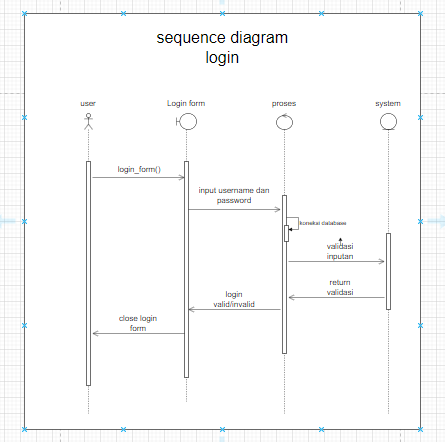 sequence diagram
login
user
Login form
proses
system
login_form()
input username dan
password
koneksi database
validasi
inputan
return
validasi
login
valid/invalid
close login
form